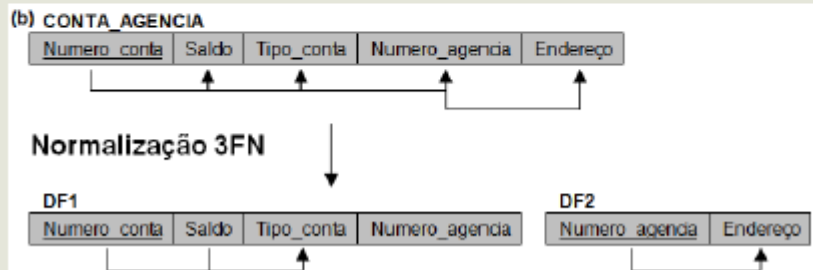 (b) CONTA_AGENCIA
Numero_conta Saldo Tipo_conta Numero_agencia Endereço
Normalização 3FN
DF1 DF2
Numero_conta Saldo Tipo_conta Numero_agencia Numero_agencia Endereço